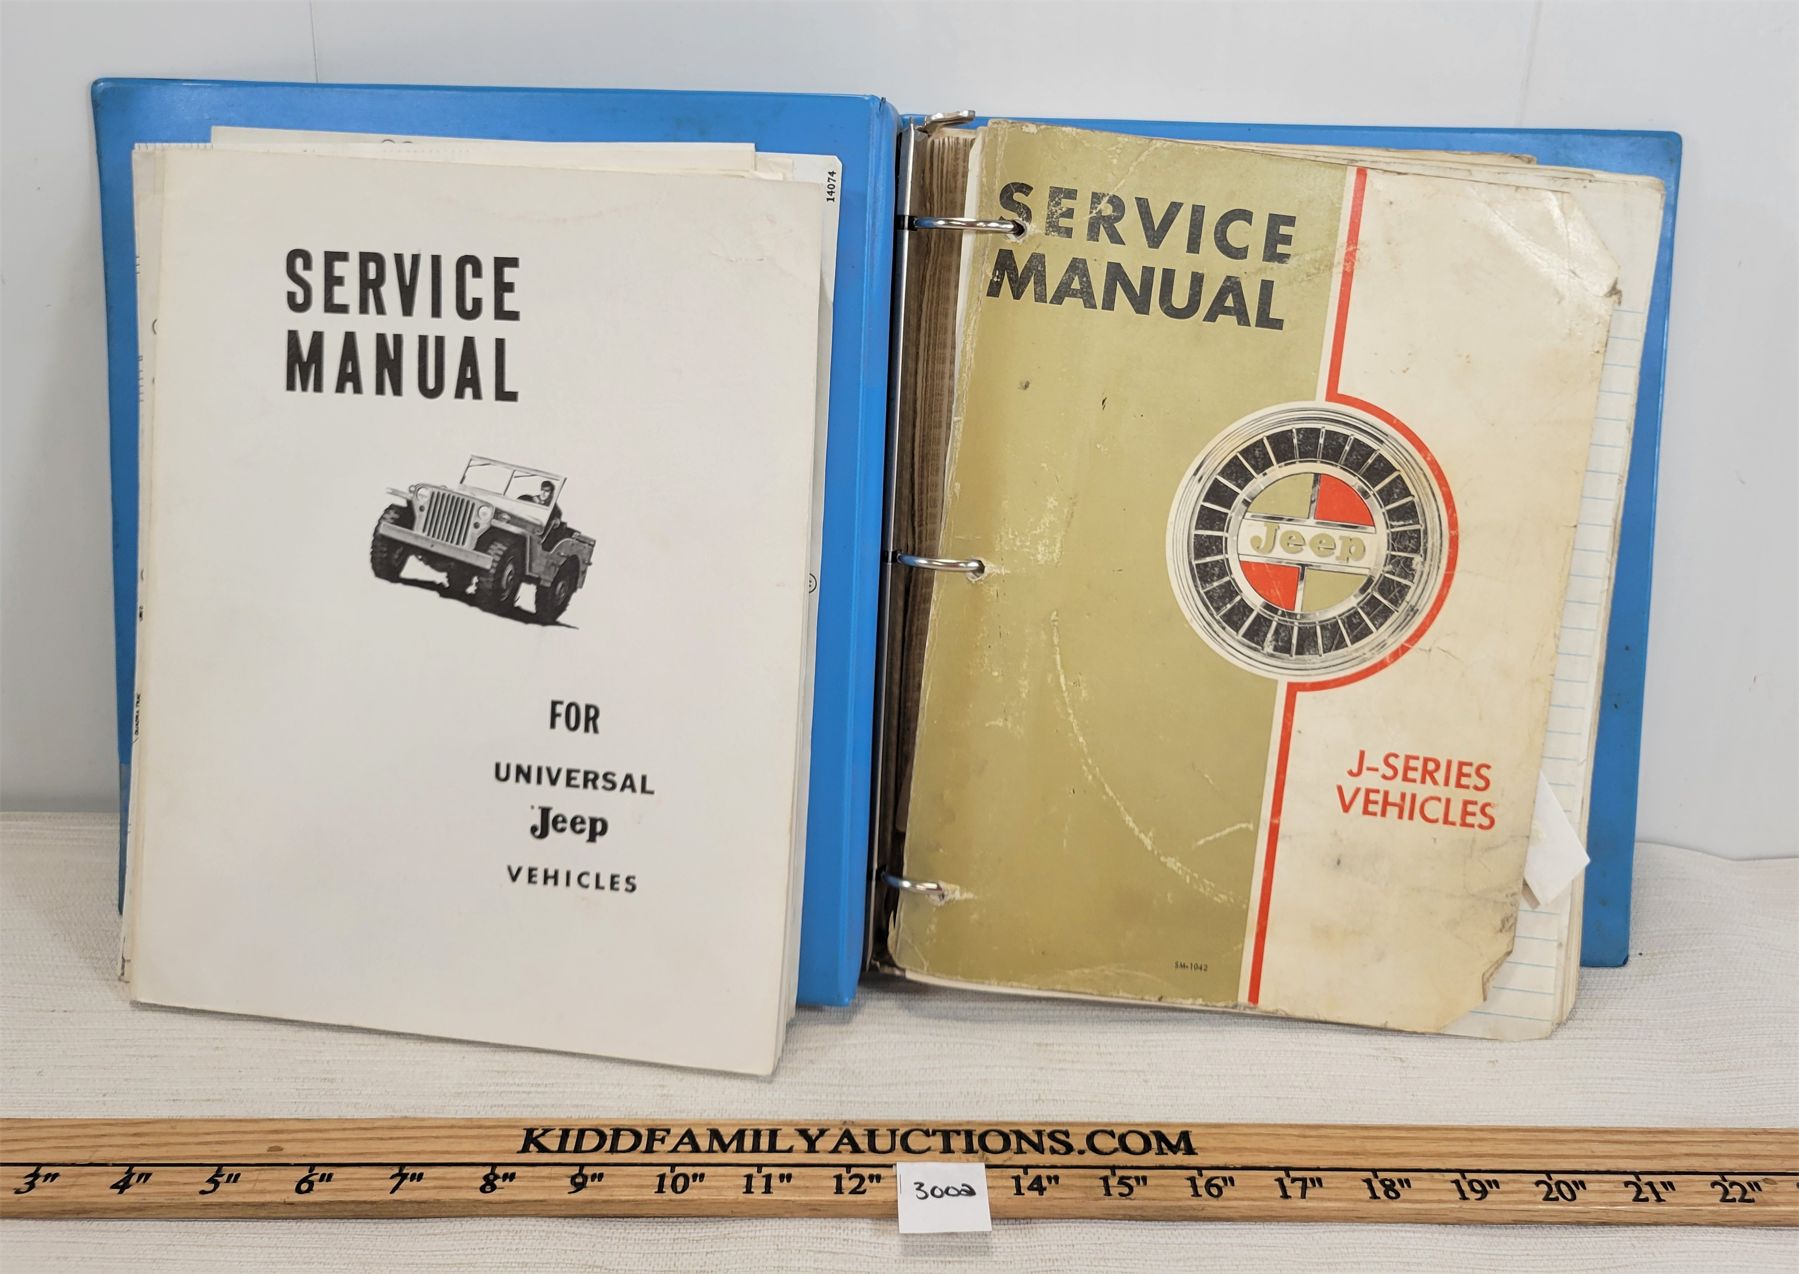 SERVICE
MANUAL
FOR
UNIVERSAL
'Jeep
VEHICLES
14074
SERVICE
MANUAL
Jeep
J-SERIES
VEHICLES
SM-1042
KIDDFAMILYAUCTIONS.COM
3" 4" 5" 6" 7" 8" 9" 10" 11" 12" 14" 15" 16" 17" 18" 19" 20" 21" 22"
3002